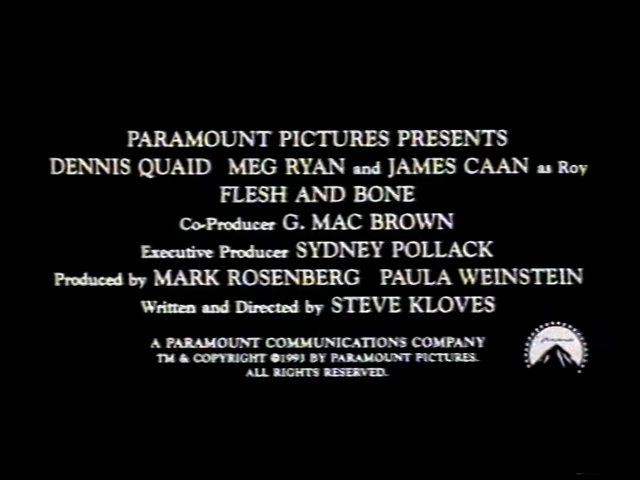 PARAMOUNT PICTURES PRESENTS
DENNIS QUAID MEG RYAN and JAMES CAAN as Roy
FLESH AND BONE
Co-Producer G. MAC BROWN
Executive Producer SYDNEY POLLACK
Produced by MARK ROSENBERG PAULA WEINSTEIN
Written and Directed by STEVE KLOVES
A PARAMOUNT COMMUNICATIONS COMPANY
TM & COPYRIGHT ©1993 BY PARAMOUNT PICTURES.
ALL RIGHTS RESERVED.
Paramount